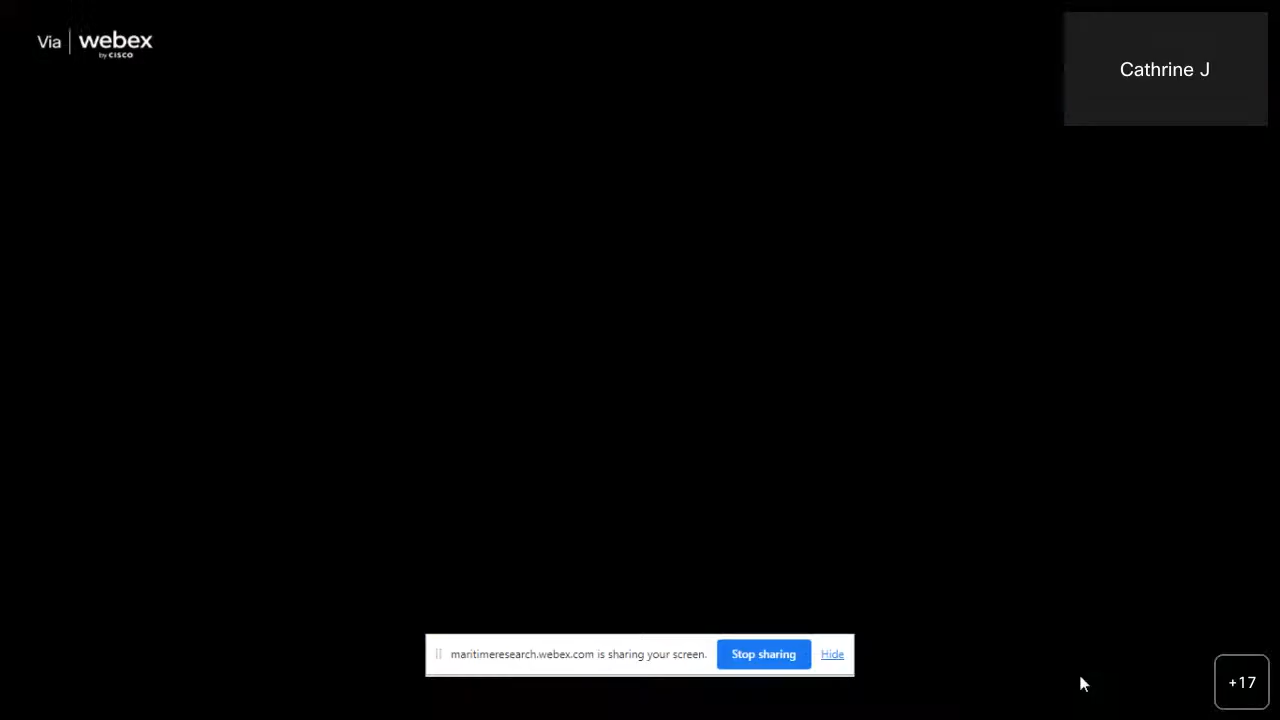 Via | webex
by CISCO
Cathrine J
maritimeresearch.webex.com is sharing your screen. Stop sharing Hide
+17